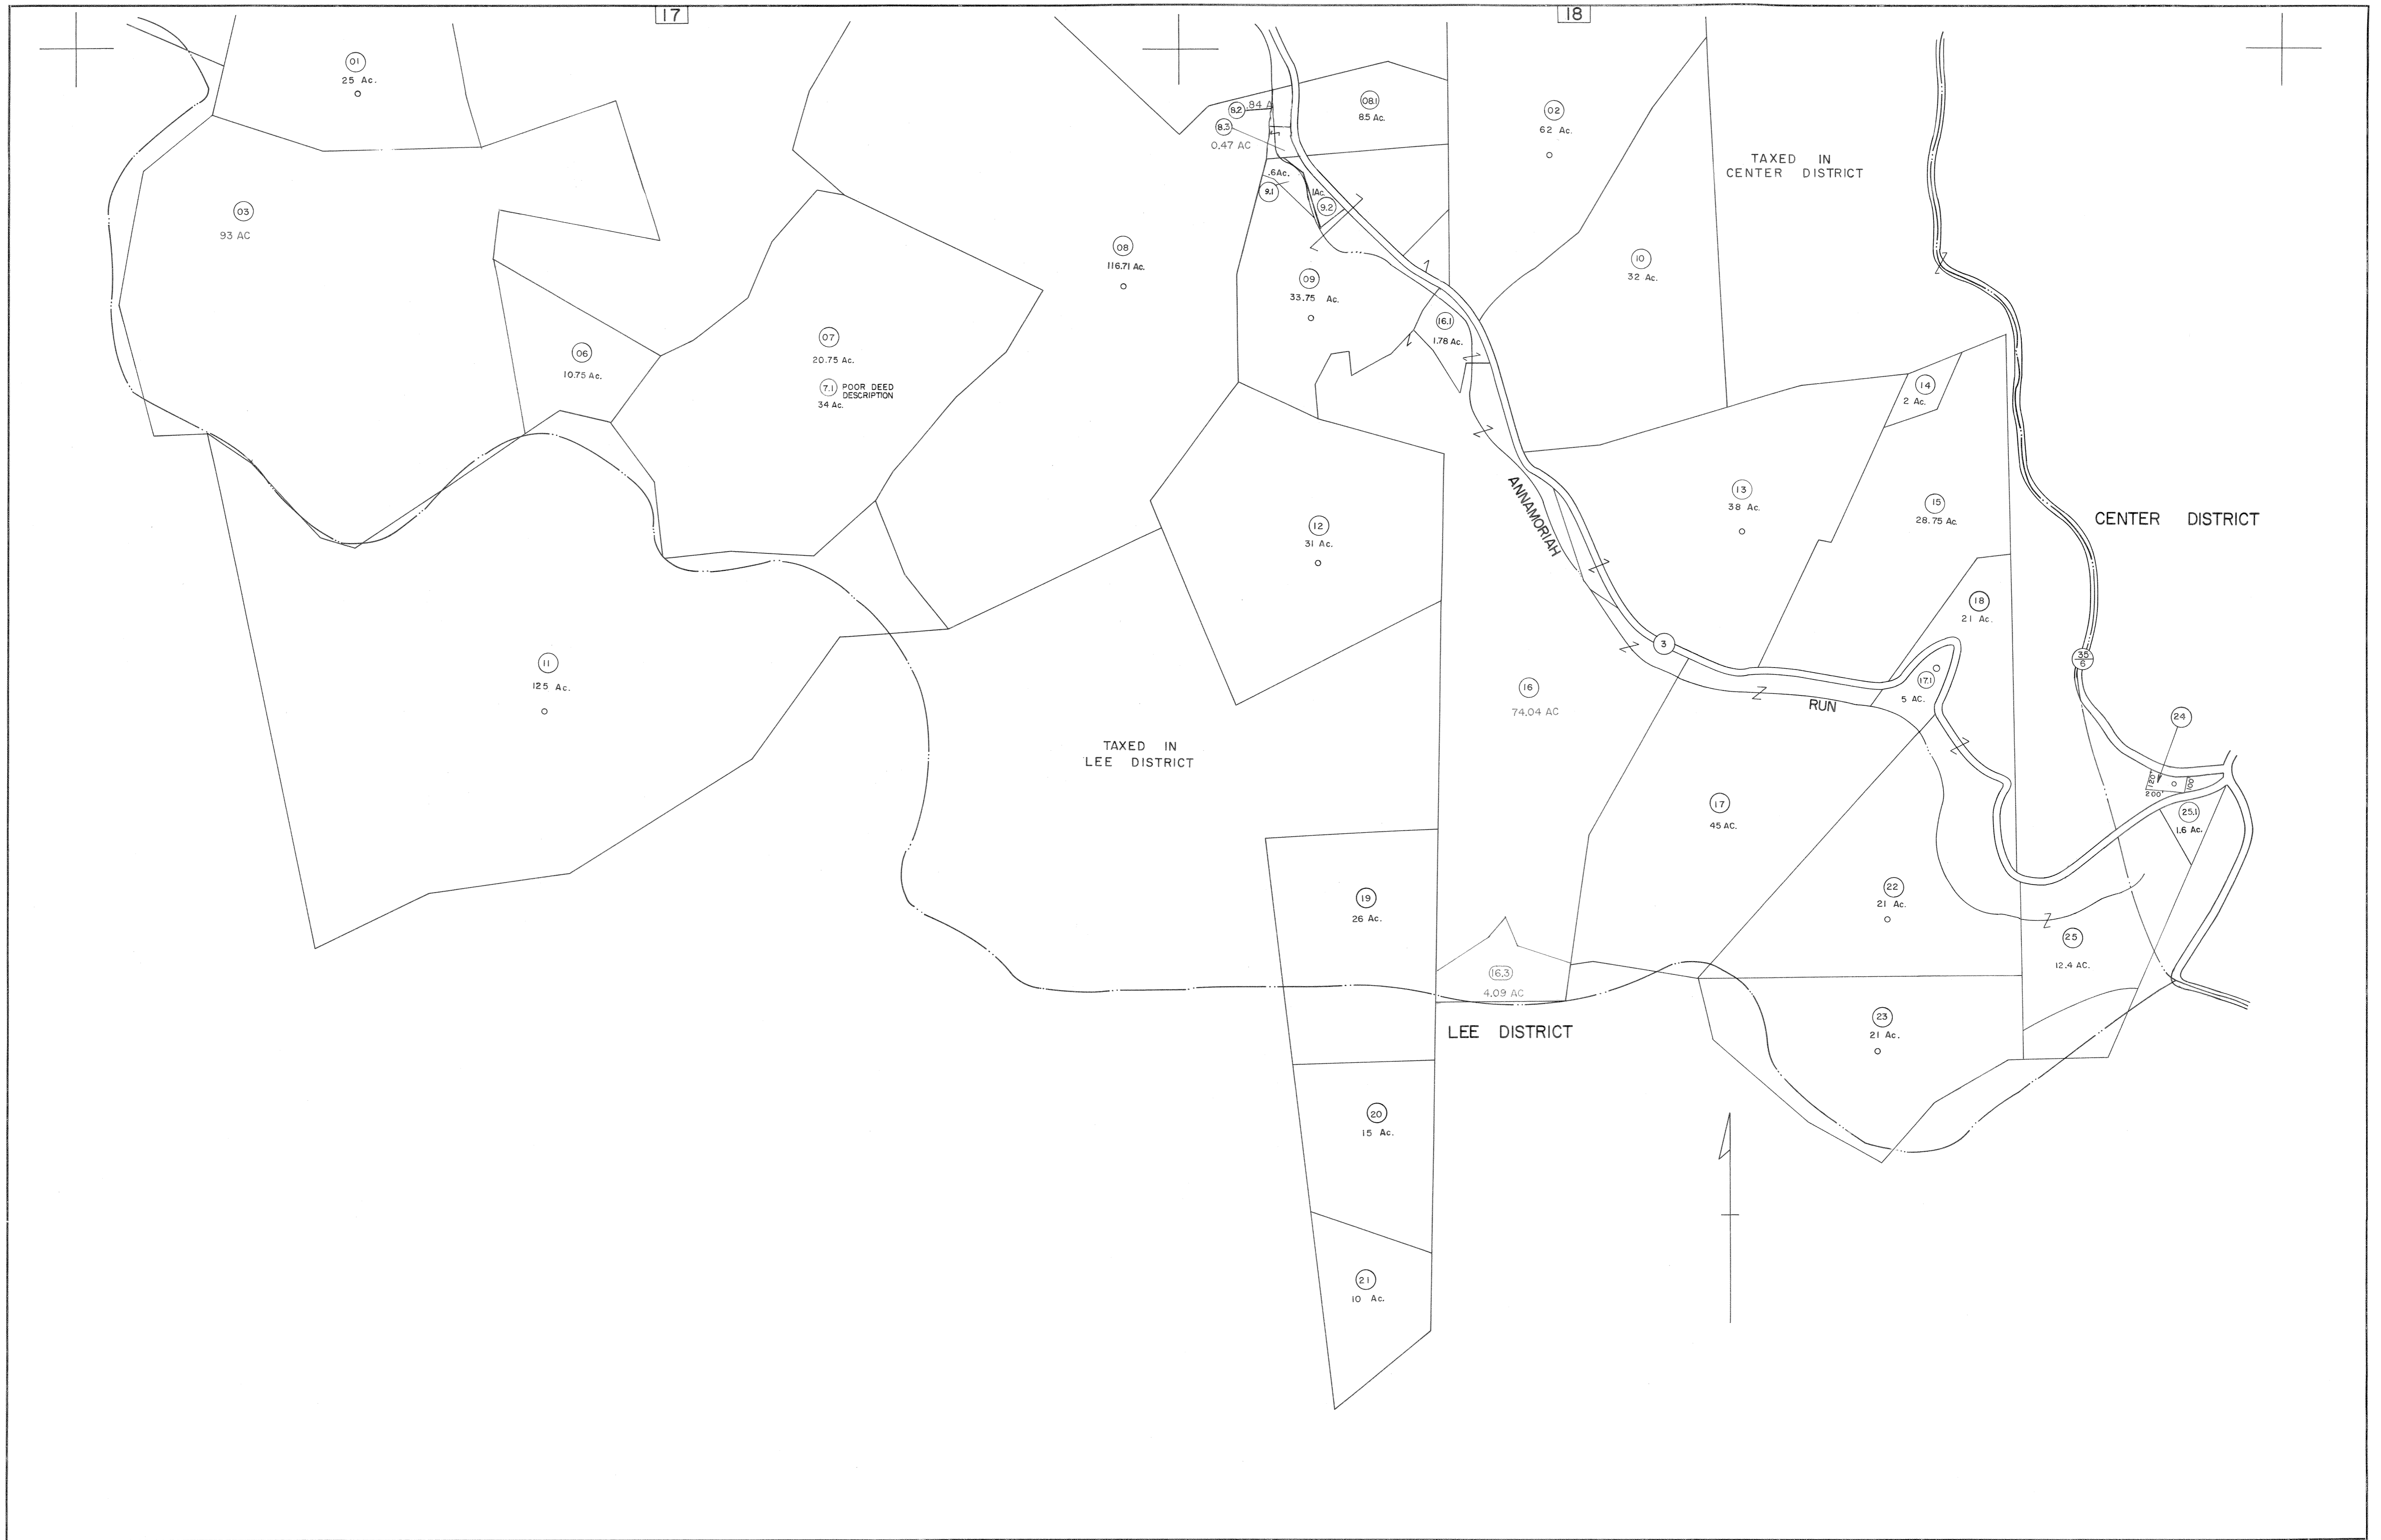 17
18
01
25 Ac.
03
93 AC
06
10.75 Ac.
07
20.75 Ac.
7.1 POOR DEED
DESCRIPTION
34 Ac.
08
116.71 Ac.
8.2 .84 A
8.3
0.47 AC
08.1
8.5 Ac.
.6Ac.
9.1
1Ac.
9.2
09
33.75 Ac.
02
62 Ac.
TAXED IN
CENTER DISTRICT
10
32 Ac.
16.1
1.78 Ac.
14
2 Ac.
13
38 Ac.
15
28.75 Ac.
CENTER DISTRICT
12
31 Ac.
ANNAMORIAH
RUN
18
21 Ac.
3
35
6
17.1
5 AC.
11
125 Ac.
16
74.04 AC
TAXED IN
LEE DISTRICT
24
120'
200'
100'
25.1
1.6 Ac.
17
45 AC.
19
26 Ac.
22
21 Ac.
25
12.4 AC.
16.3
4.09 AC
LEE DISTRICT
23
21 Ac.
20
15 Ac.
21
10 Ac.